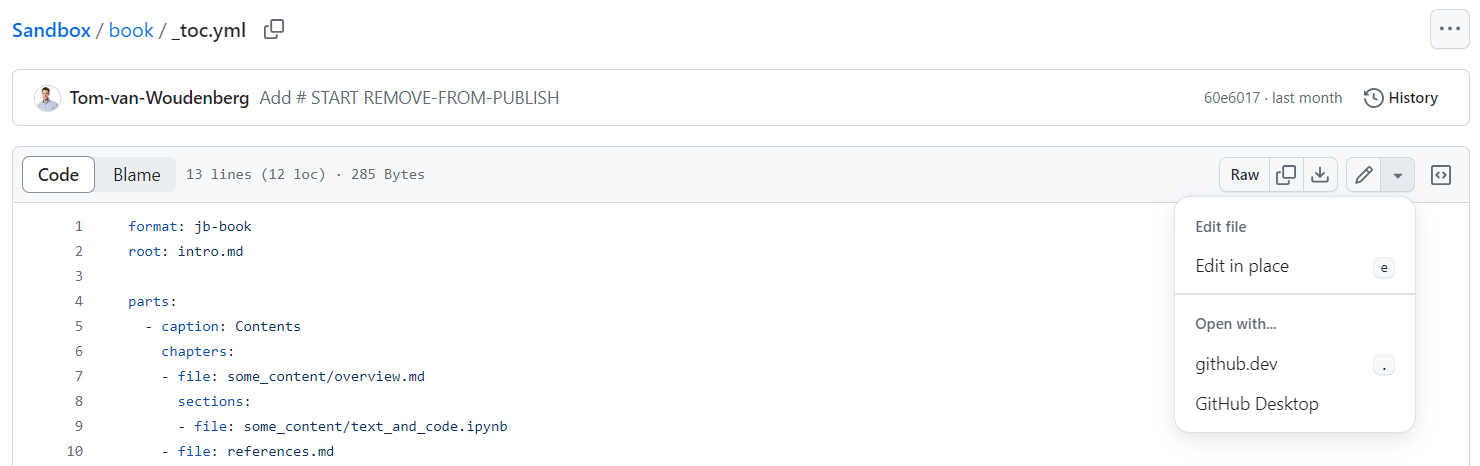 Sandbox / book / _toc.yml
Tom-van-Woudenberg Add # START REMOVE-FROM-PUBLISH 60e6017 · last month History
Code Blame 13 lines (12 loc) · 285 Bytes Raw
1 format: jb-book
2 root: intro.md
3
4 parts:
5 - caption: Contents
6 chapters:
7 - file: some_content/overview.md
8 sections:
9 - file: some_content/text_and_code.ipynb
10 - file: references.md
Edit file
Edit in place e
Open with...
github.dev .
GitHub Desktop